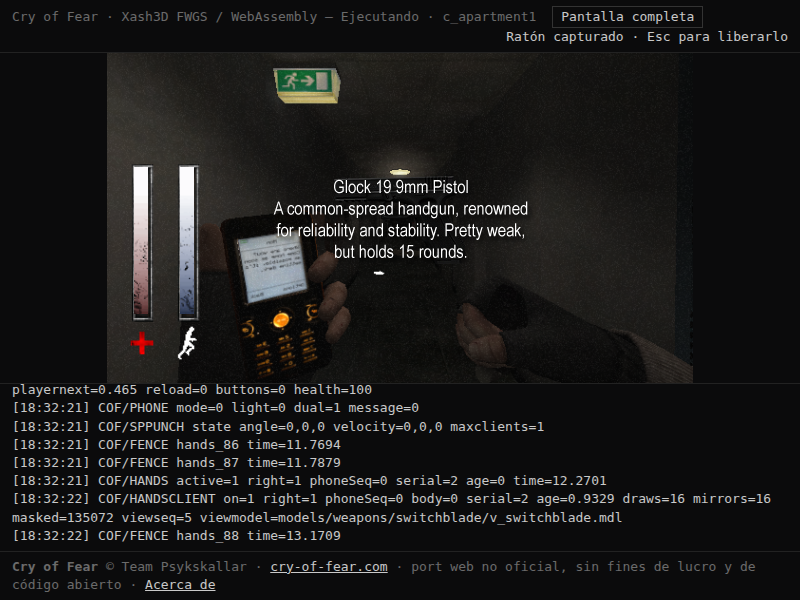 Cry of Fear · Xash3D FWGS / WebAssembly — Ejecutando · c_apartment1
Pantalla completa
Ratón capturado · Esc para liberarlo
Glock 19 9mm Pistol
A common-spread handgun, renowned
for reliability and stability. Pretty weak,
but holds 15 rounds.
playernext=0.465 reload=0 buttons=0 health=100
[18:32:21] COF/PHONE mode=0 light=0 dual=1 message=0
[18:32:21] COF/SPPUNCH state angle=0,0,0 velocity=0,0,0 maxclients=1
[18:32:21] COF/FENCE hands_86 time=11.7694
[18:32:21] COF/FENCE hands_87 time=11.7879
[18:32:21] COF/HANDS active=1 right=1 phoneSeq=0 serial=2 age=0 time=12.2701
[18:32:22] COF/HANDSCLIENT on=1 right=1 phoneSeq=0 body=0 serial=2 age=0.9329 draws=16 mirrors=16
masked=135072 viewseq=5 viewmodel=models/weapons/switchblade/v_switchblade.mdl
[18:32:22] COF/FENCE hands_88 time=13.1709
Cry of Fear © Team Psykskallar · cry-of-fear.com · port web no oficial, sin fines de lucro y de
código abierto · Acerca de